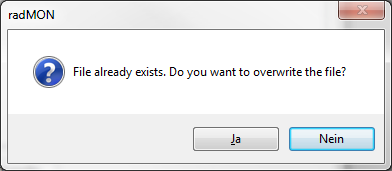 radMON
File already exists. Do you want to overwrite the file?
Ja
Nein